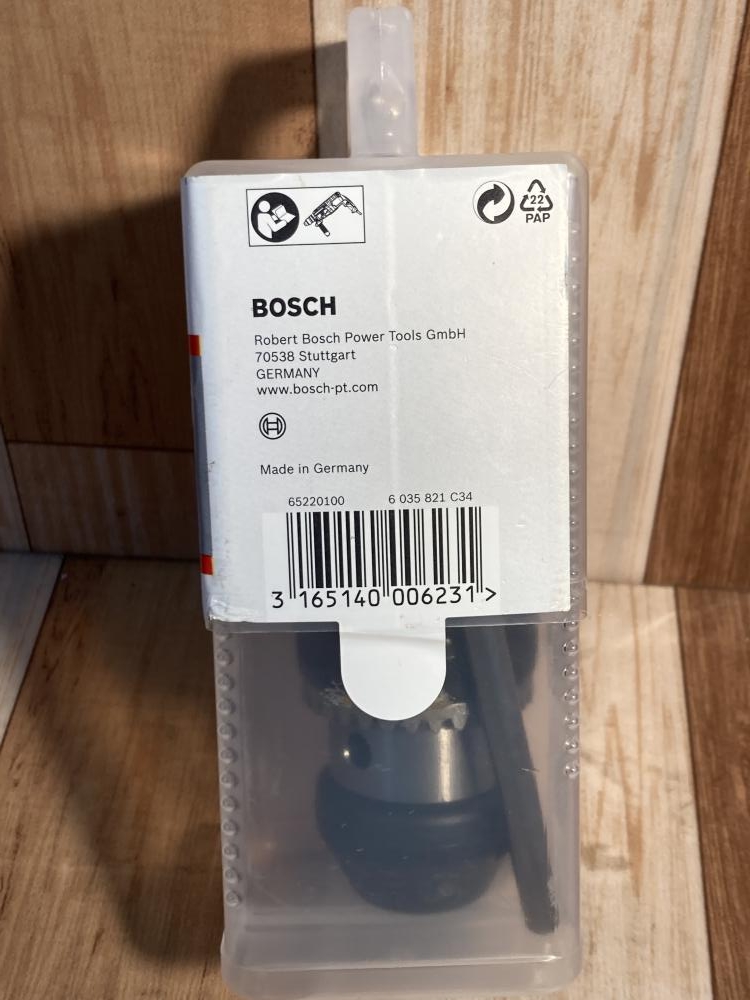 22
PAP
BOSCH
Robert Bosch Power Tools GmbH
70538 Stuttgart
GERMANY
www.bosch-pt.com
Made in Germany
65220100 6 035 821 C34
3 165140 006231 >